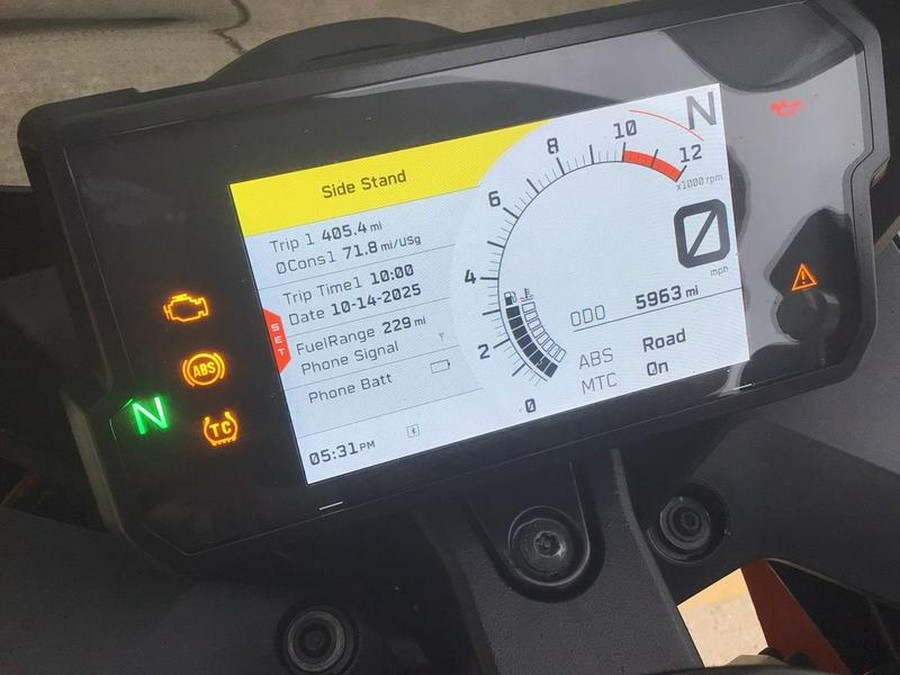 Side Stand
Trip 1 405.4 mi
ØCons1 71.8 mi/USg
Trip Time1 10:00
Date 10-14-2025
FuelRange 229 mi
Phone Signal
Phone Batt
05:31 PM
SET
0
2
4
6
8
10
12
x1000 rpm
N
0
mph
ODO 5963 mi
ABS Road
MTC On
ABS
TC
N